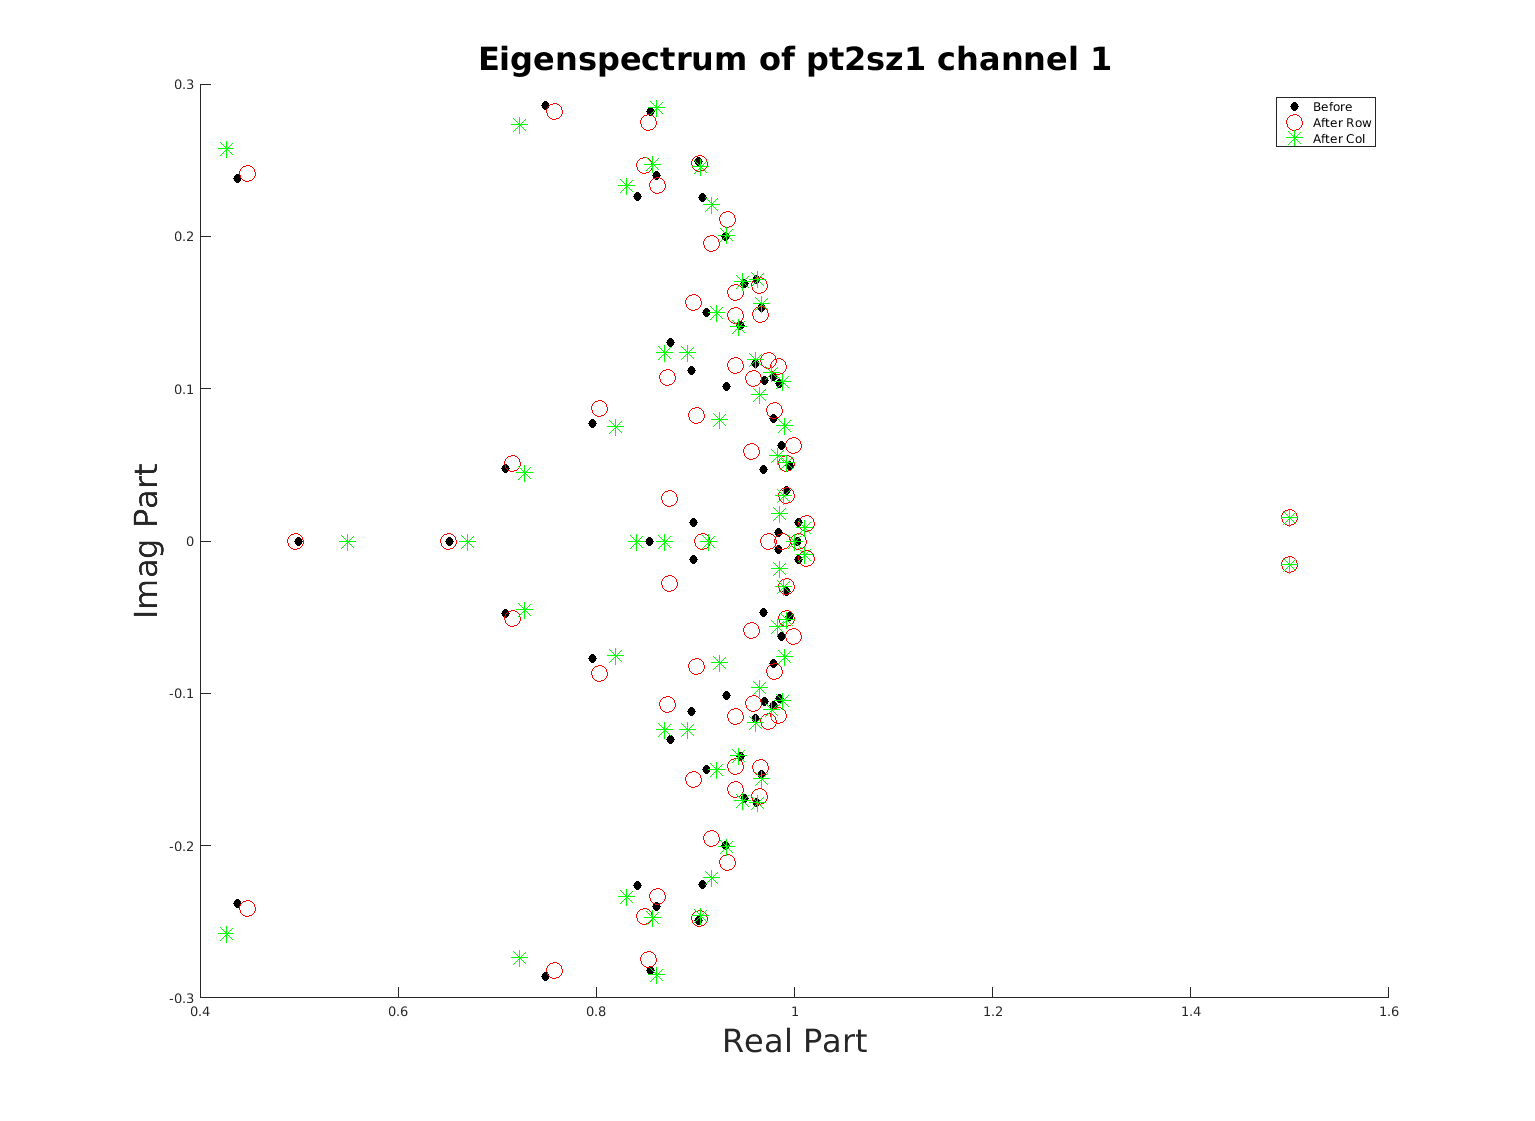 Eigenspectrum of pt2sz1 channel 1
Before
After Row
After Col
0.3
0.2
0.1
0
-0.1
-0.2
-0.3
Imag Part
0.4
0.6
0.8
1
1.2
1.4
1.6
Real Part